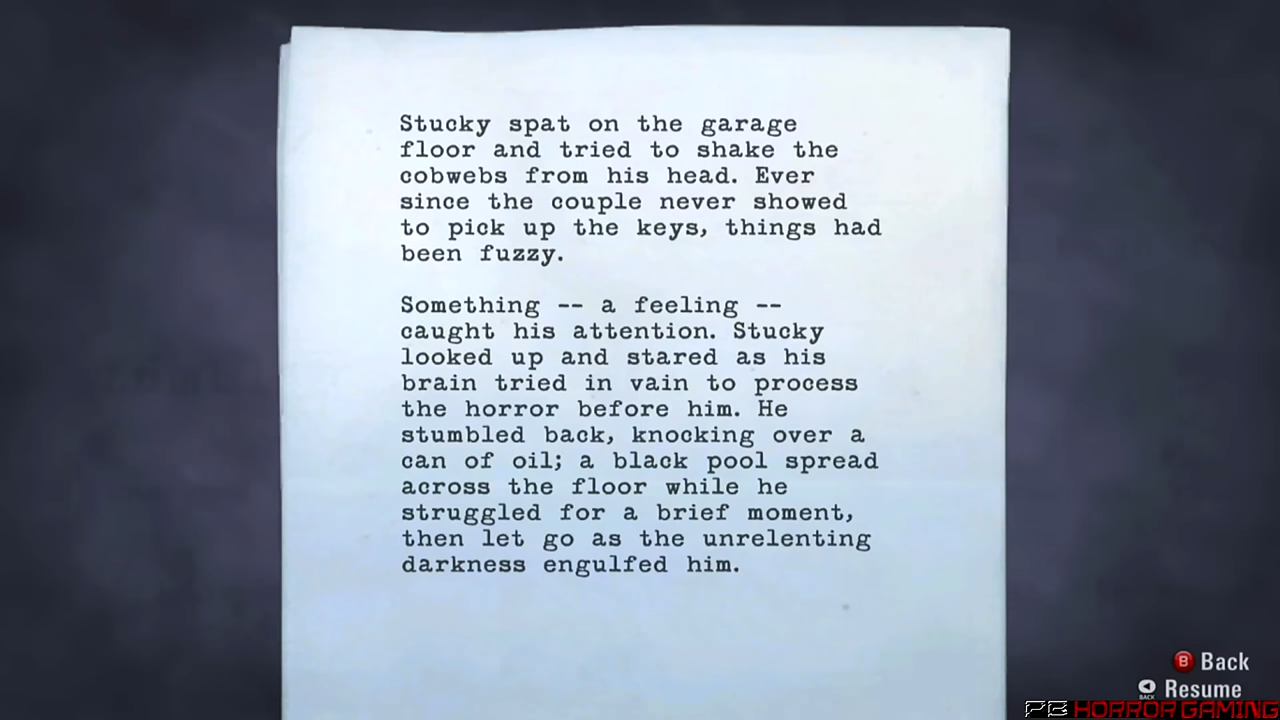 Stucky spat on the garage
floor and tried to shake the
cobwebs from his head. Ever
since the couple never showed
to pick up the keys, things had
been fuzzy.
Something -- a feeling --
caught his attention. Stucky
looked up and stared as his
brain tried in vain to process
the horror before him. He
stumbled back, knocking over a
can of oil; a black pool spread
across the floor while he
struggled for a brief moment,
then let go as the unrelenting
darkness engulfed him.
B Back
BACK Resume
HORROR GAMING